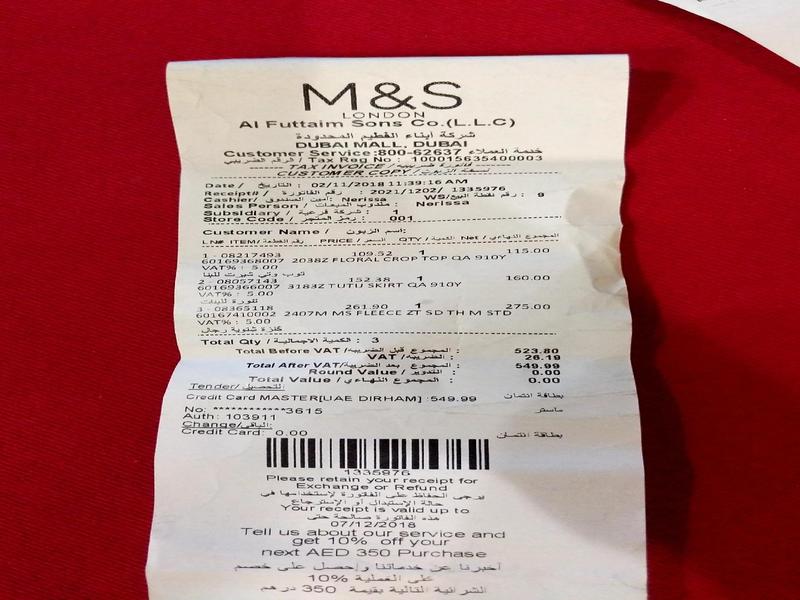 M&S
LONDON
Al Futtaim Sons Co.(L.L.C)
شركة أبناء الفطيم المحدودة
DUBAI MALL, DUBAI
Customer Service:800-62637 خدمة العملاء
Tax Reg No : 100015635400003 / الرقم الضريبي
------- TAX INVOICE / فاتورة ضريبية -------
CUSTOMER COPY / نسخة الزبون
Date / التاريخ : 02/11/2018 11:39:16AM
Receipt# / رقم الفاتورة : 2021/1202/ 1335976
Cashier/ أمين الصندوق: Nerissa WS/رقم نقطة البيع : 9
Sales Person / مندوب المبيعات : Nerissa
Subsidiary / شركة فرعية : 1
Store Code / رمز المتجر : 001
Customer Name / اسم الزبون:
LN# ITEM/رقم القطعة PRICE / السعر QTY/الكمية Net / المجموع النهائي
1 - 08217493 109.52 1 115.00
60169368007 2038Z FLORAL CROP TOP QA 910Y
VAT% : 5.00
توب وتي شيرت للبنا
2 - 08057143 152.38 1 160.00
60169366007 3183Z TUTU SKIRT QA 910Y
VAT% : 5.00
تنورة للبنات
3 - 08365118 261.90 1 275.00
60167410002 2407M MS FLEECE ZT SD TH M STD
VAT% : 5.00
كنزة شتوية رجال
Total Qty / الكمية الاجمالية : 3
Total Before VAT/المجموع قبل الضريبة : 523.80
VAT /الضريبة : 26.19
Total After VAT/المجموع بعد الضريبة : 549.99
Round Value / التدوير : 0.00
Total Value / المجموع النهائي : 0.00
Tender/التحصيل:
Credit Card MASTER[UAE DIRHAM] :549.99 بطاقة ائتمان
No: ************3615 ماستر
Auth: 103911
Change/الباقي:
Credit Card: 0.00 بطاقة ائتمان
1335976
Please retain your receipt for
Exchange or Refund
يرجى الحفاظ على الفاتورة لإستخدامها في
حالة الإستبدال أو الإسترجاع
Your receipt is valid up to
هذه الفاتورة صالحة حتى
07/12/2018
Tell us about our service and
get 10% off your
next AED 350 Purchase
أخبرنا عن خدماتنا وإحصل على خصم
10% على العملية
الشرائية التالية بقيمة 350 درهم